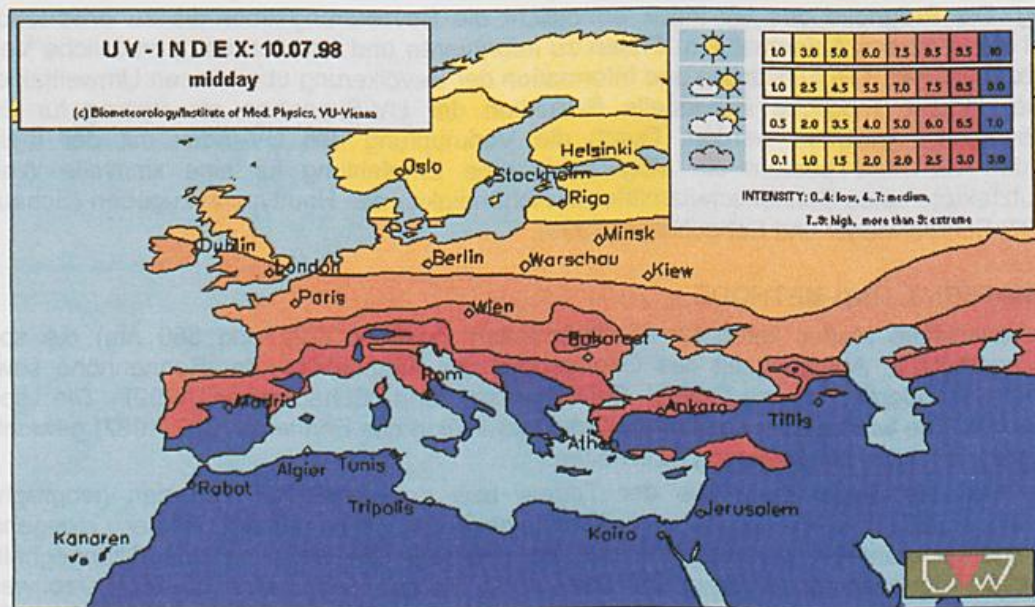 UV-INDEX: 10.07.98
midday
(c) Biometeorology/Institute of Med. Physics, VU-Vienna
1.0 3.0 5.0 6.0 7.5 8.5 9.5 10
1.0 2.5 4.5 5.5 7.0 7.5 8.5 9.0
0.5 2.0 3.5 4.0 5.0 6.0 6.5 7.0
0.1 1.0 1.5 2.0 2.0 2.5 3.0 3.0
INTENSITY: 0..4: low, 4..7: medium,
7..9: high, more than 9: extreme
Oslo
Helsinki
Stockholm
Riga
Minsk
Dublin
London
Berlin
Warschau
Kiew
Paris
Wien
Bukarest
Rom
Madrid
Ankara
Tiflis
Athen
Algier
Tunis
Rabat
Tripolis
Jerusalem
Kairo
Kanaren